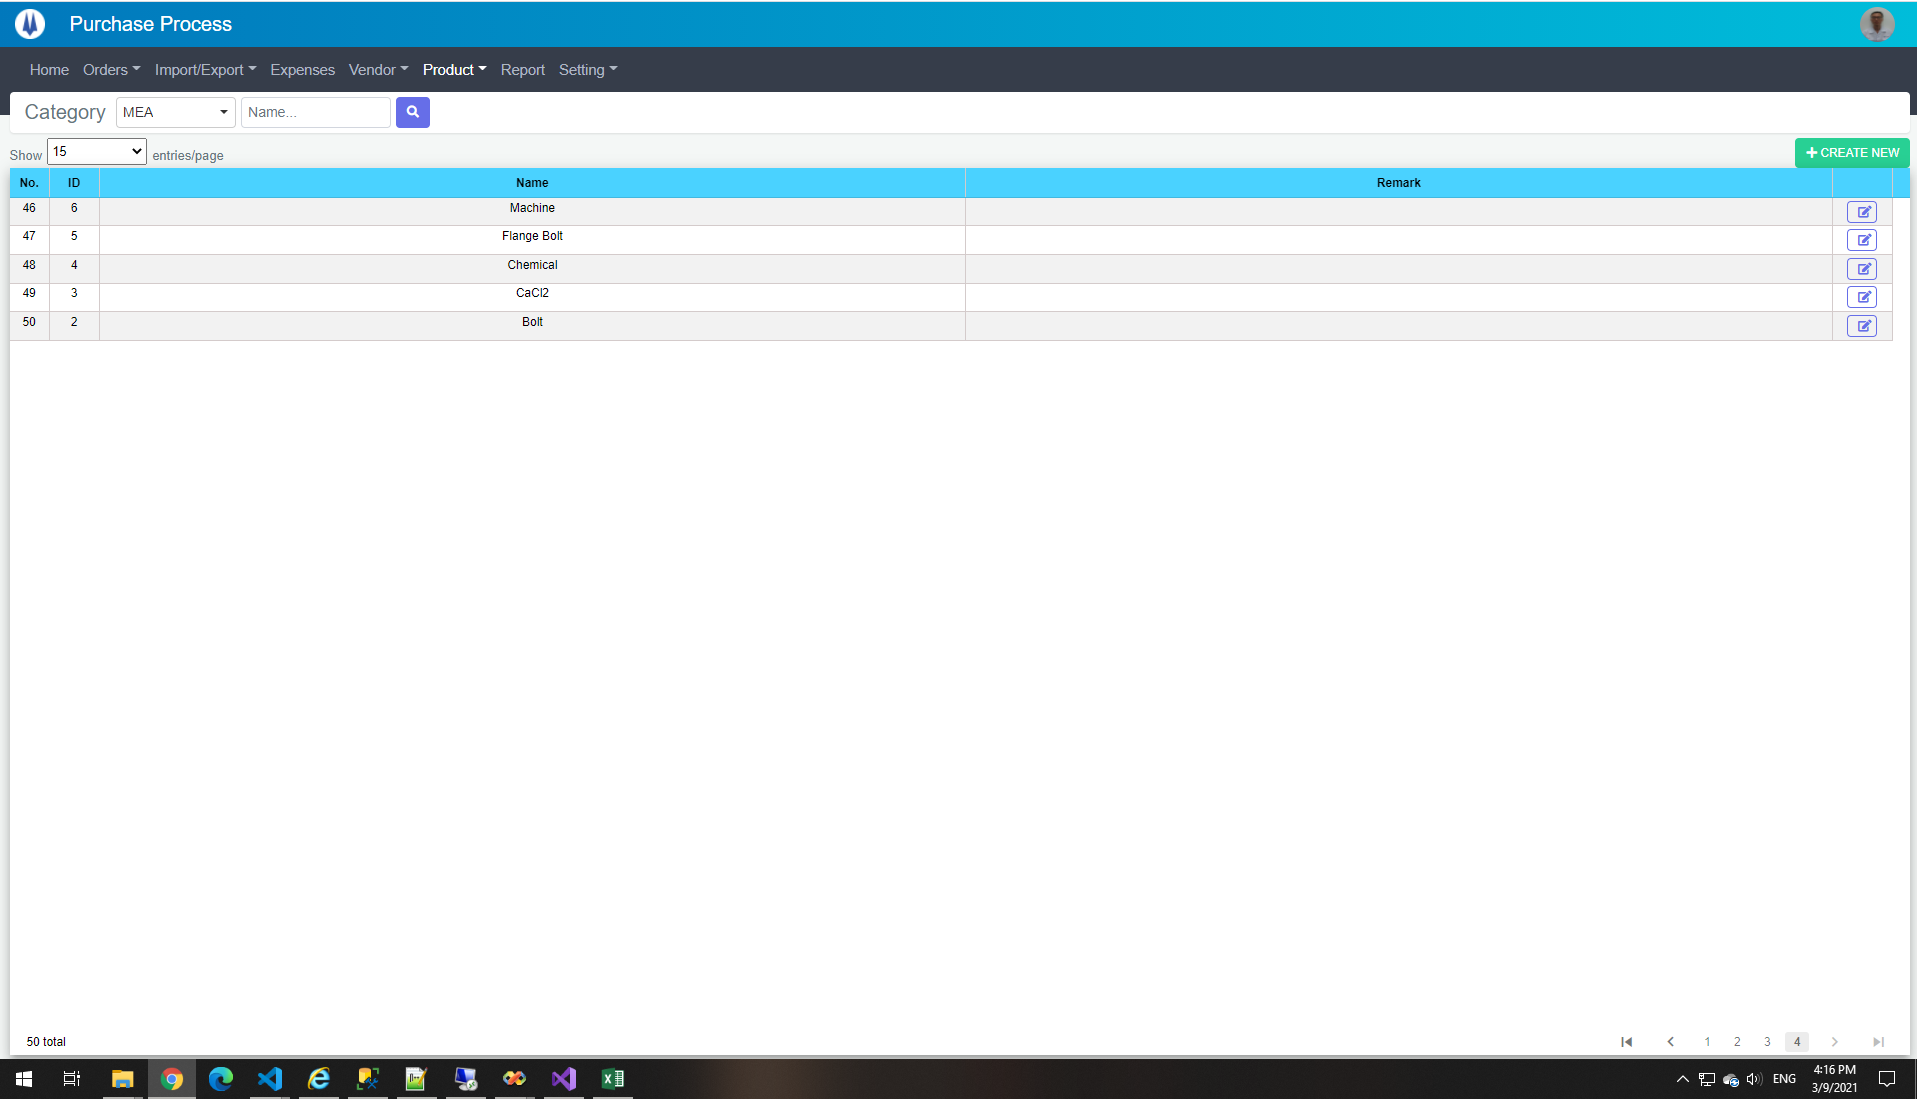 Purchase Process
Home Orders Import/Export Expenses Vendor Product Report Setting
Category MEA Name...
Show 15 entries/page + CREATE NEW
No. ID Name Remark
46 6 Machine
47 5 Flange Bolt
48 4 Chemical
49 3 CaCl2
50 2 Bolt
50 total 1 2 3 4
ENG 4:16 PM
3/9/2021